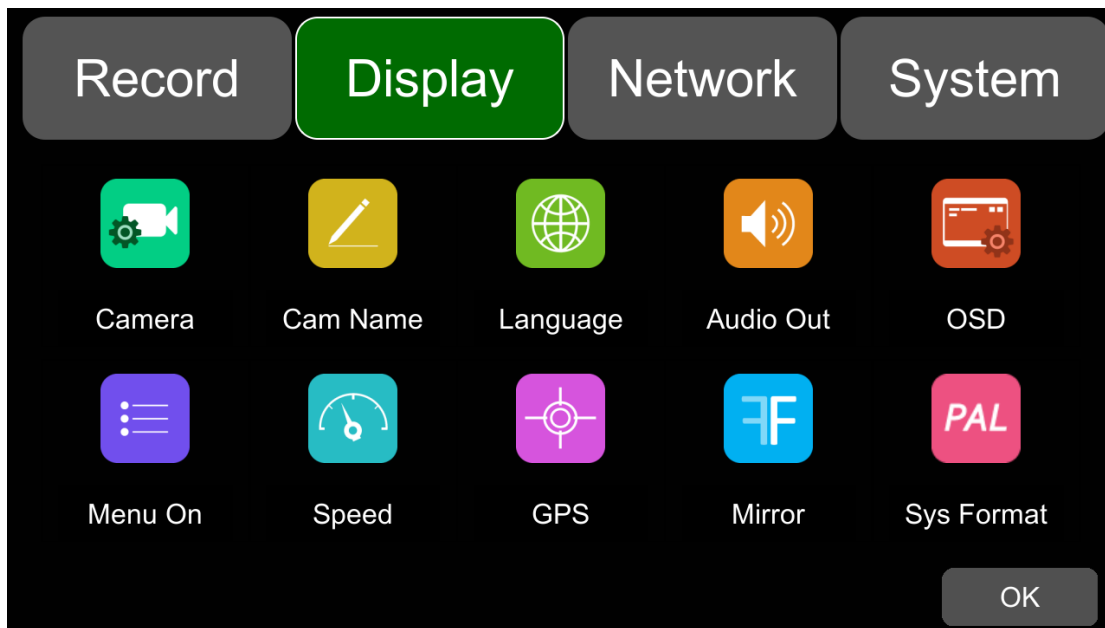 Record Display Network System
Camera Cam Name Language Audio Out OSD
PAL
Menu On Speed GPS Mirror Sys Format
OK